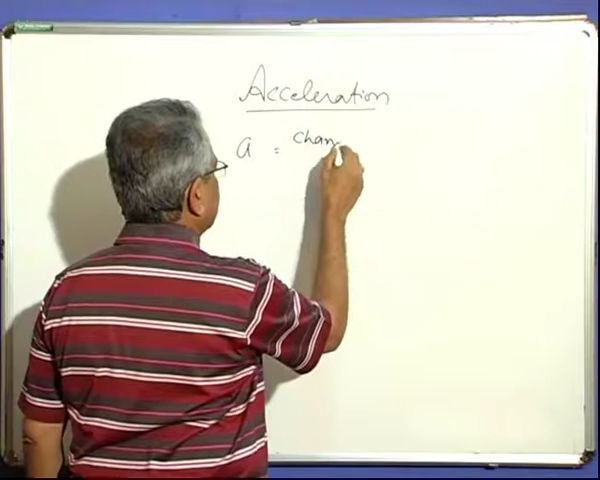 Acceleration
a = chan